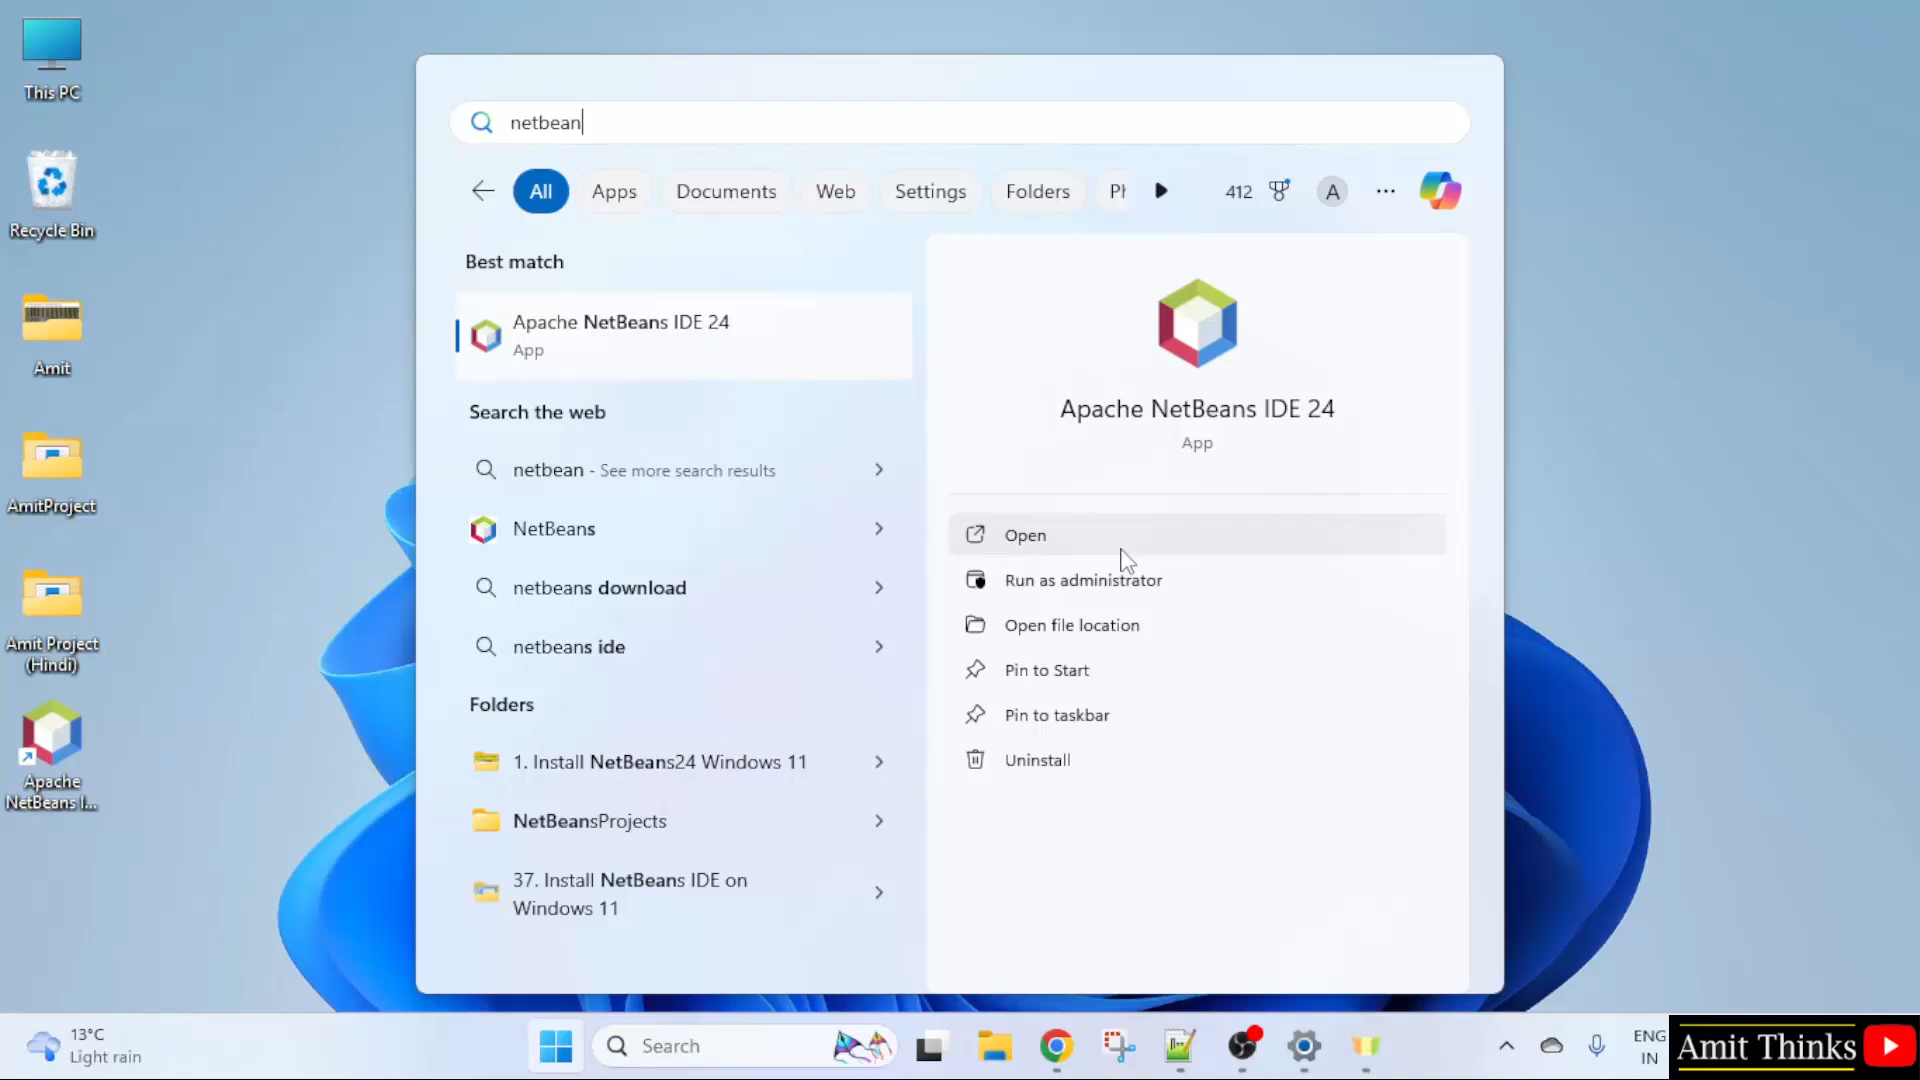 This PC
Recycle Bin
Amit
AmitProject
Amit Project
(Hindi)
Apache
NetBeans I...
netbean
All
Apps
Documents
Web
Settings
Folders
Ph
412
A
Best match
Apache NetBeans IDE 24
App
Search the web
netbean - See more search results
NetBeans
netbeans download
netbeans ide
Folders
1. Install NetBeans24 Windows 11
NetBeansProjects
37. Install NetBeans IDE on
Windows 11
Apache NetBeans IDE 24
App
Open
Run as administrator
Open file location
Pin to Start
Pin to taskbar
Uninstall
13°C
Light rain
Search
ENG
IN
Amit Thinks